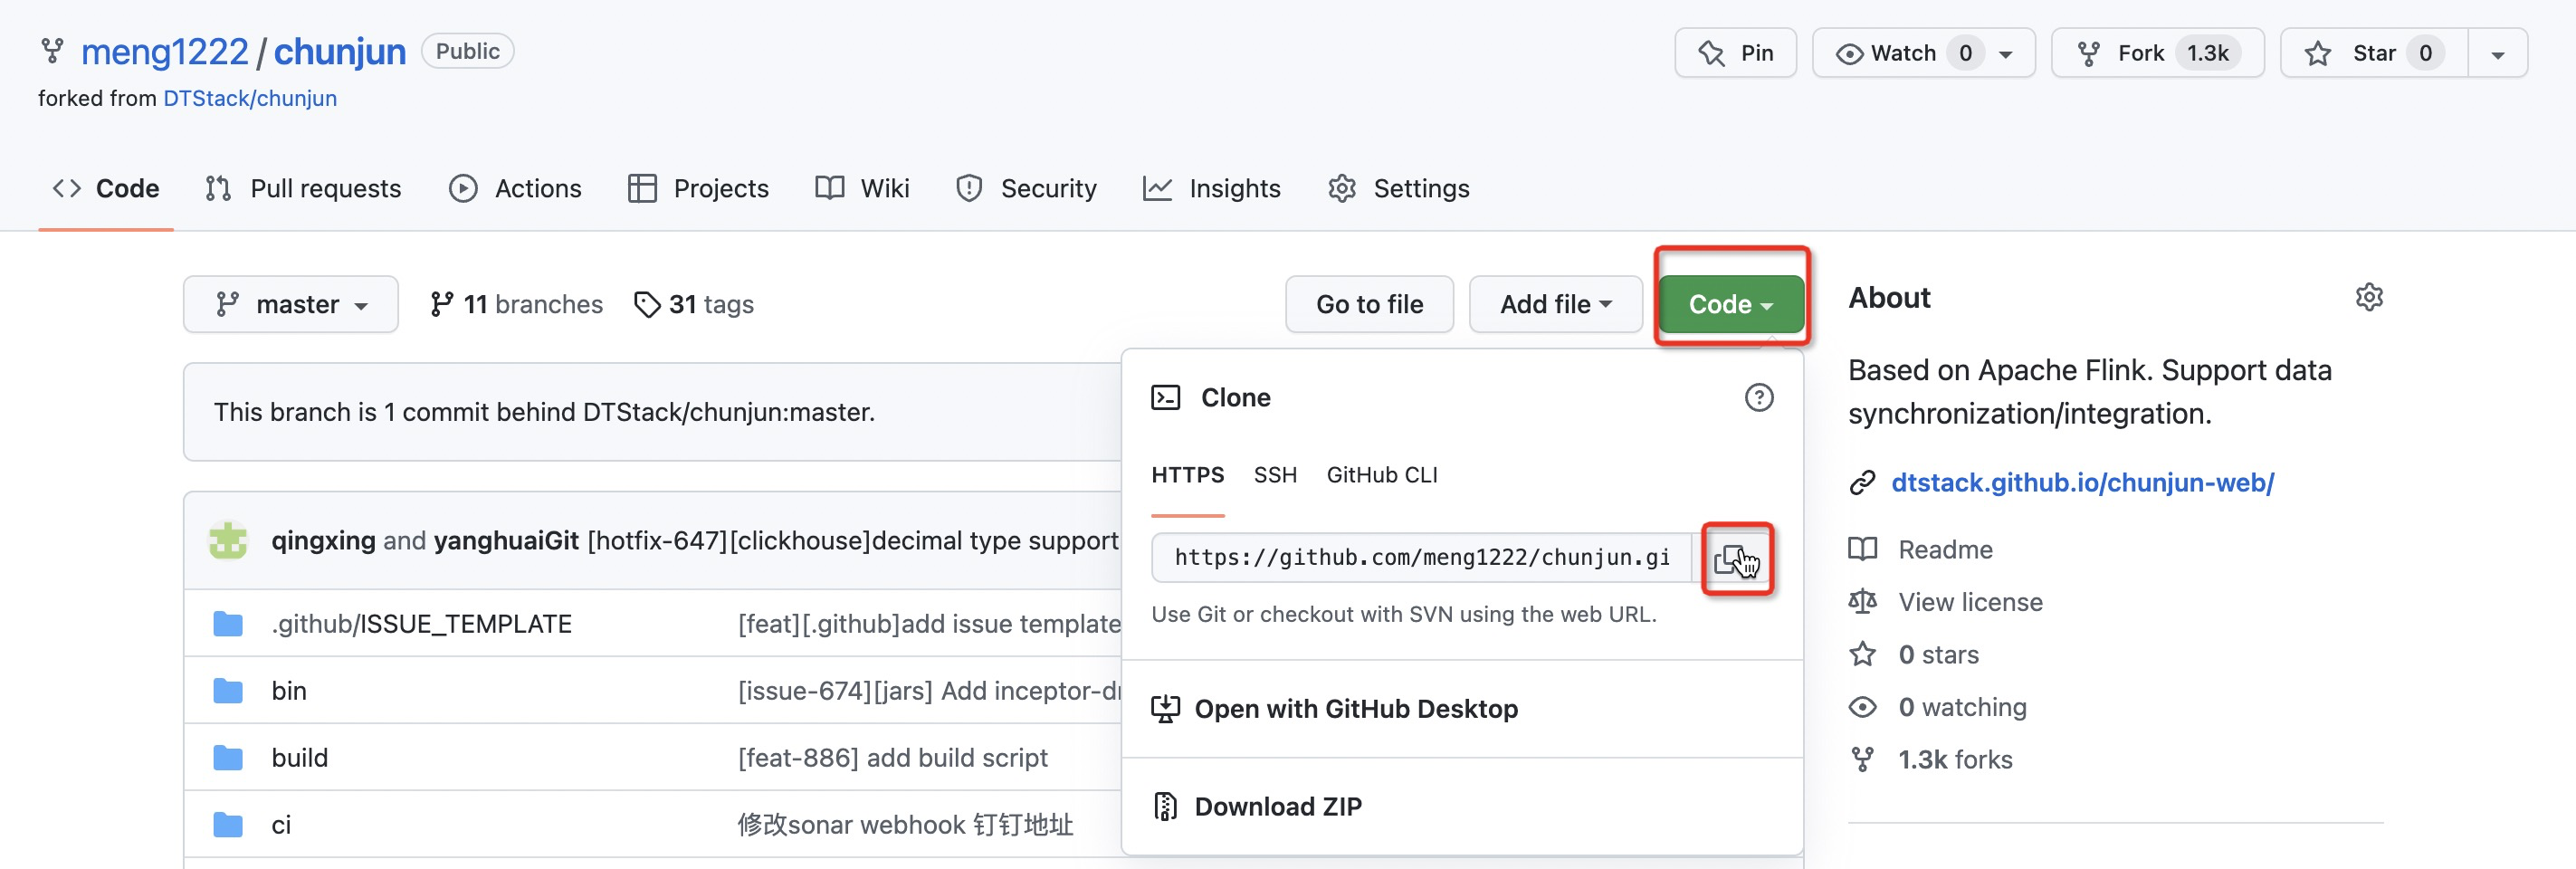 meng1222 / chunjun Public
Pin
Watch 0
Fork 1.3k
Star 0
forked from DTStack/chunjun
Code
Pull requests
Actions
Projects
Wiki
Security
Insights
Settings
master
11 branches
31 tags
Go to file
Add file
Code
This branch is 1 commit behind DTStack/chunjun:master.
qingxing and yanghuaiGit [hotfix-647][clickhouse]decimal type support
.github/ISSUE_TEMPLATE [feat][.github]add issue template
bin [issue-674][jars] Add inceptor-dr
build [feat-886] add build script
ci 修改sonar webhook 钉钉地址
Clone
HTTPS SSH GitHub CLI
https://github.com/meng1222/chunjun.gi
Use Git or checkout with SVN using the web URL.
Open with GitHub Desktop
Download ZIP
About
Based on Apache Flink. Support data
synchronization/integration.
dtstack.github.io/chunjun-web/
Readme
View license
0 stars
0 watching
1.3k forks